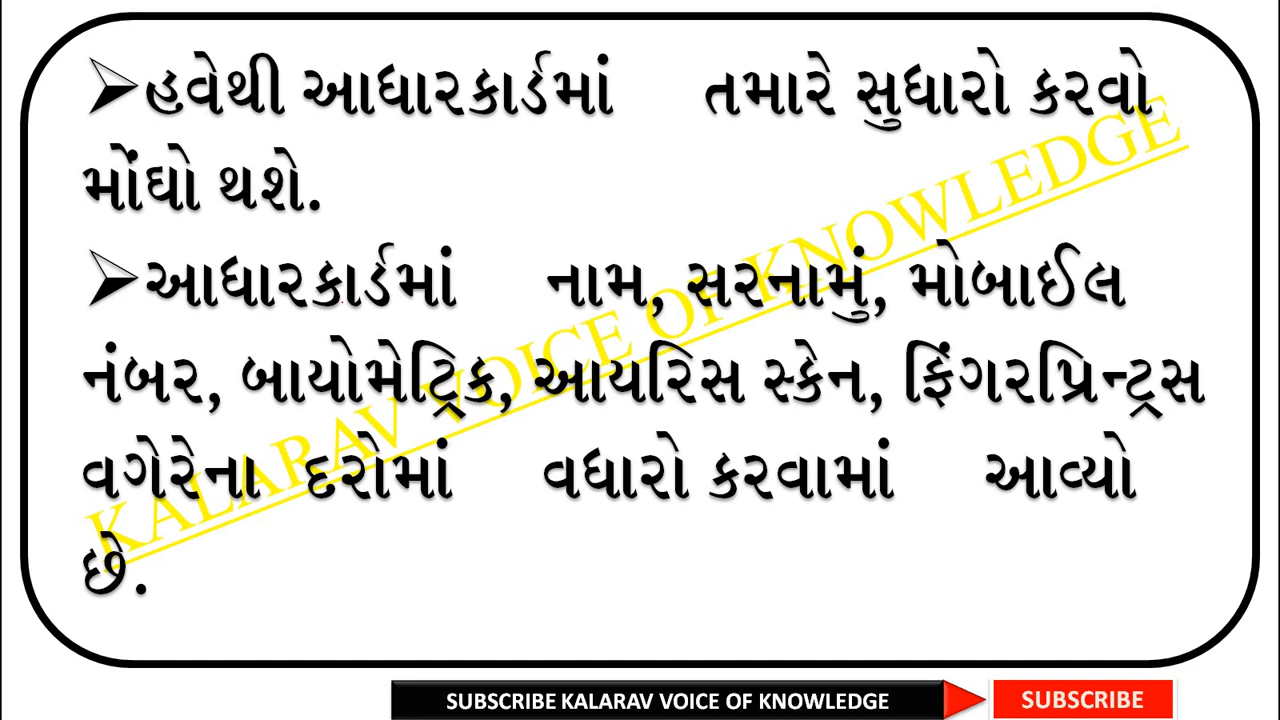 ➢હવેથી આધારકાર્ડમાં તમારે સુધારો કરવો
મોંઘો થશે.
➢આધારકાર્ડમાં નામ, સરનામું, મોબાઈલ
નંબર, બાયોમેટ્રિક, આયરિસ સ્કેન, ફિંગરપ્રિન્ટ્સ
વગેરેના દરોમાં વધારો કરવામાં આવ્યો
છે.
KALARAV VOICE OF KNOWLEDGE
SUBSCRIBE KALARAV VOICE OF KNOWLEDGE SUBSCRIBE